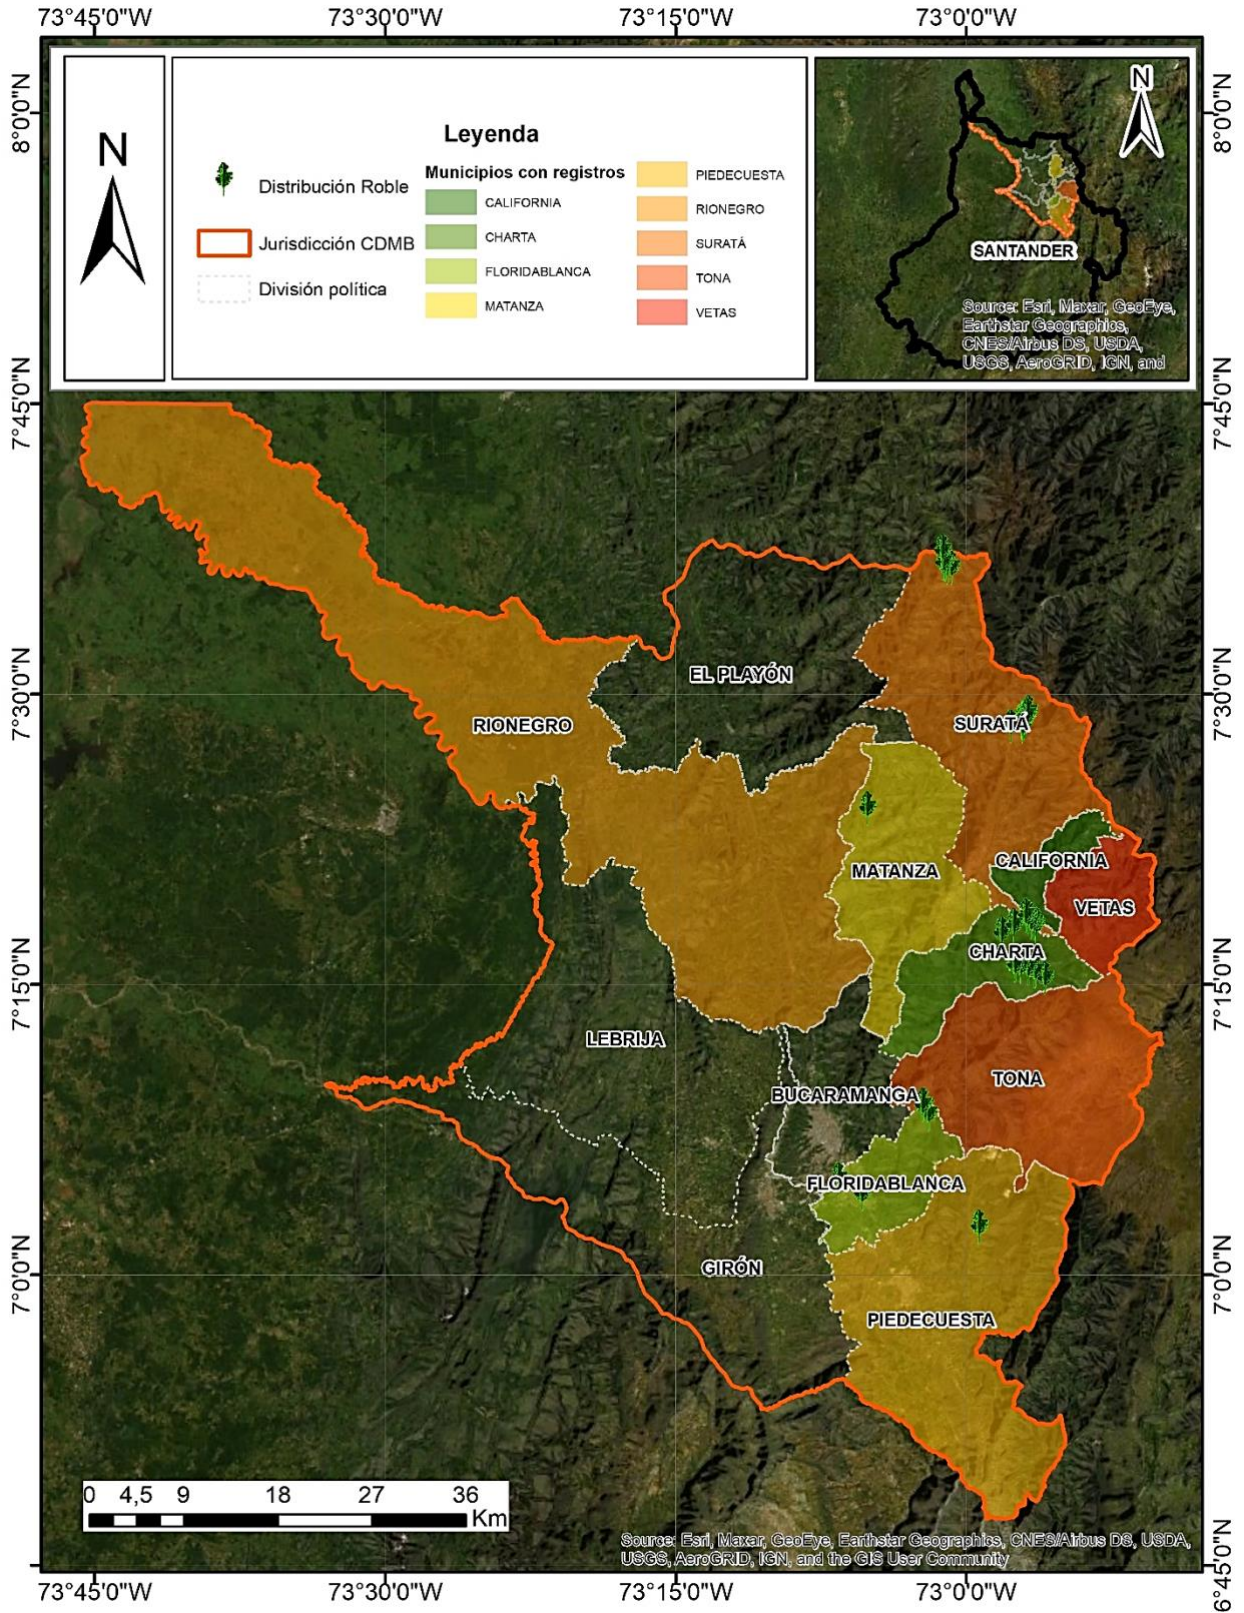 73°45'0"W 73°30'0"W 73°15'0"W 73°0'0"W
8°0'0"N
8°0'0"N
N
Leyenda
Distribución Roble
Jurisdicción CDMB
División política
Municipios con registros
CALIFORNIA
CHARTA
FLORIDABLANCA
MATANZA
PIEDECUESTA
RIONEGRO
SURATÁ
TONA
VETAS
N
SANTANDER
Source: Esri, Maxar, GeoEye,
Earthstar Geographics,
CNES/Airbus DS, USDA,
USGS, AeroGRID, IGN, and
7°45'0"N
7°45'0"N
EL PLAYÓN
7°30'0"N
7°30'0"N
RIONEGRO
SURATÁ
CALIFORNIA
MATANZA
VETAS
CHARTA
7°15'0"N
7°15'0"N
LEBRIJA
TONA
BUCARAMANGA
FLORIDABLANCA
GIRÓN
7°0'0"N
7°0'0"N
PIEDECUESTA
0 4,5 9 18 27 36
Km
Source: Esri, Maxar, GeoEye, Earthstar Geographics, CNES/Airbus DS, USDA,
USGS, AeroGRID, IGN, and the GIS User Community
6°45'0"N
6°45'0"N
73°45'0"W 73°30'0"W 73°15'0"W 73°0'0"W